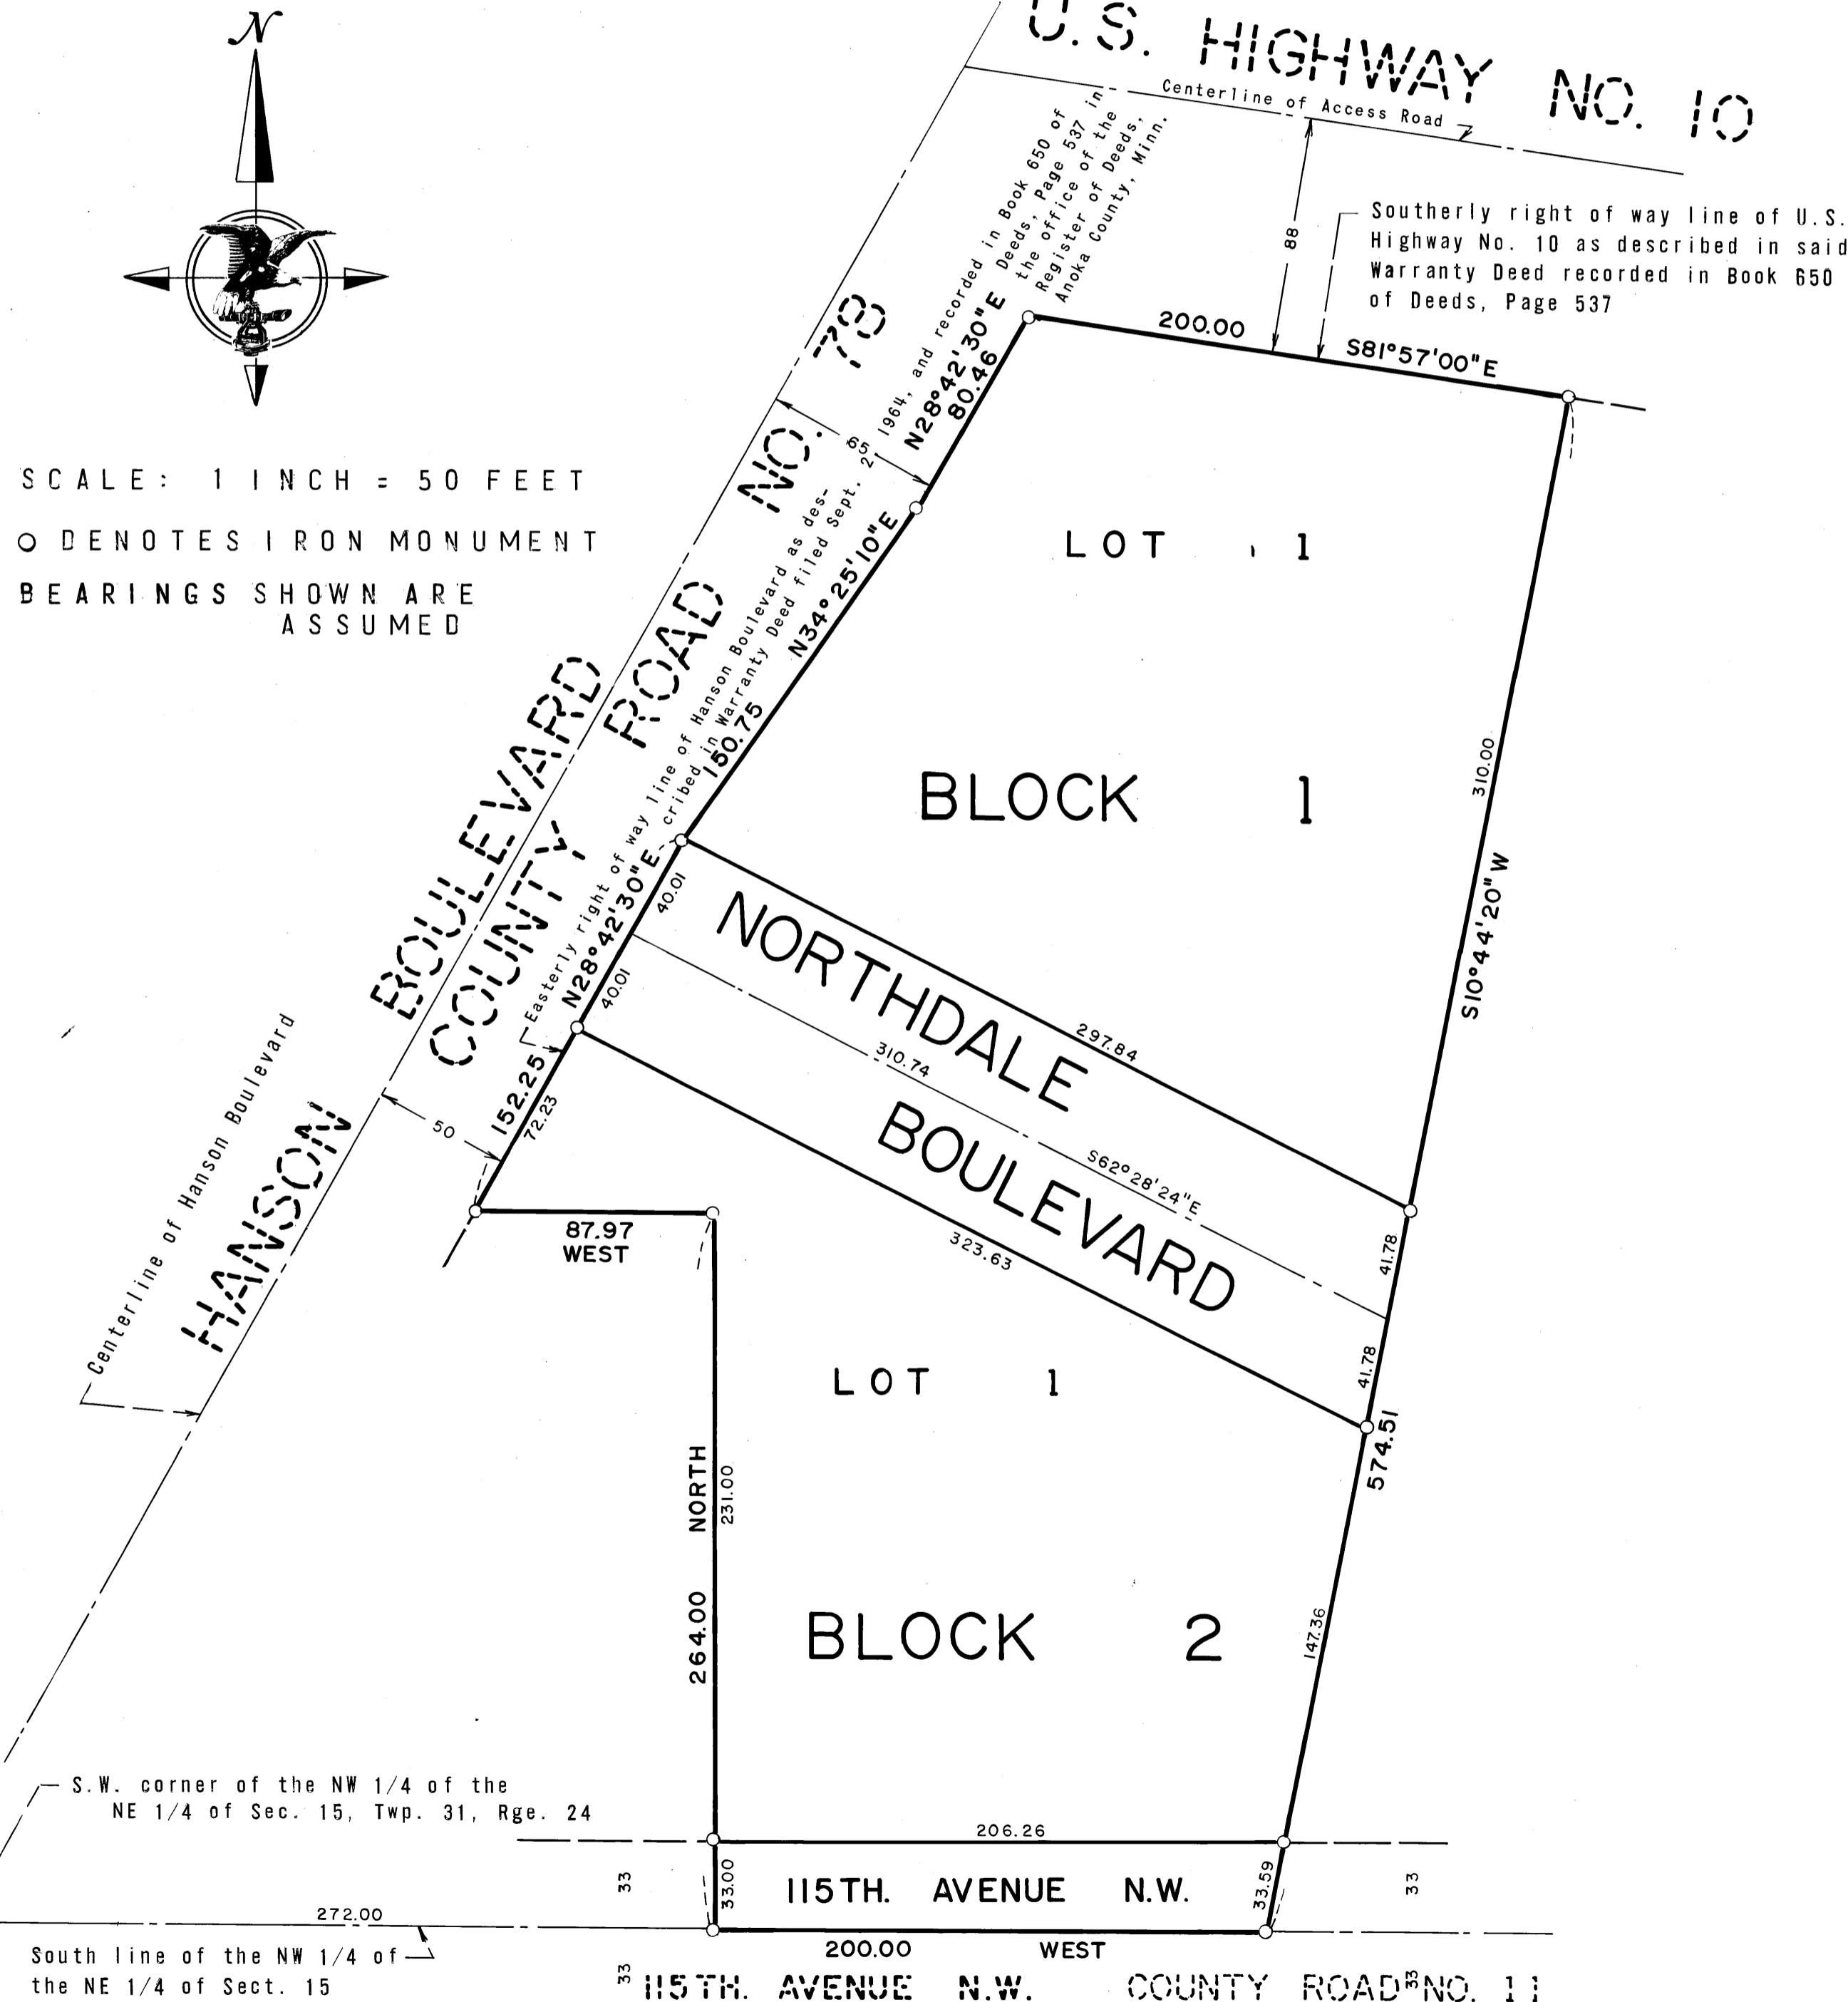 N
U.S. HIGHWAY NO. 10
Centerline of Access Road
88
Southerly right of way line of U.S.
Highway No. 10 as described in said
Warranty Deed recorded in Book 650
of Deeds, Page 537
SCALE: 1 INCH = 50 FEET
O DENOTES IRON MONUMENT
BEARINGS SHOWN ARE
ASSUMED
200.00
S81°57'00"E
N28°42'30"E
80.46
65
Easterly right of way line of Hanson Boulevard as des-
cribed in Warranty Deed filed Sept. 2, 1964, and recorded in Book 650 of
Deeds, Page 537 in
the office of the
Register of Deeds,
Anoka County, Minn.
N34°25'10"E
150.75
LOT 1
BLOCK 1
310.00
S10°44'20"W
HANSON BOULEVARD
COUNTY ROAD NO. 78
Centerline of Hanson Boulevard
N28°42'30"E
40.01
40.01
152.25
72.23
50
NORTHDALE
BOULEVARD
297.84
310.74
S62°28'24"E
323.63
41.78
41.78
574.51
87.97
WEST
LOT 1
BLOCK 2
NORTH
231.00
264.00
147.36
S.W. corner of the NW 1/4 of the
NE 1/4 of Sec. 15, Twp. 31, Rge. 24
206.26
33
33.00
115TH. AVENUE N.W.
33.59
33
272.00
South line of the NW 1/4 of
the NE 1/4 of Sect. 15
200.00 WEST
33
115TH. AVENUE N.W. COUNTY ROAD NO. 11
33